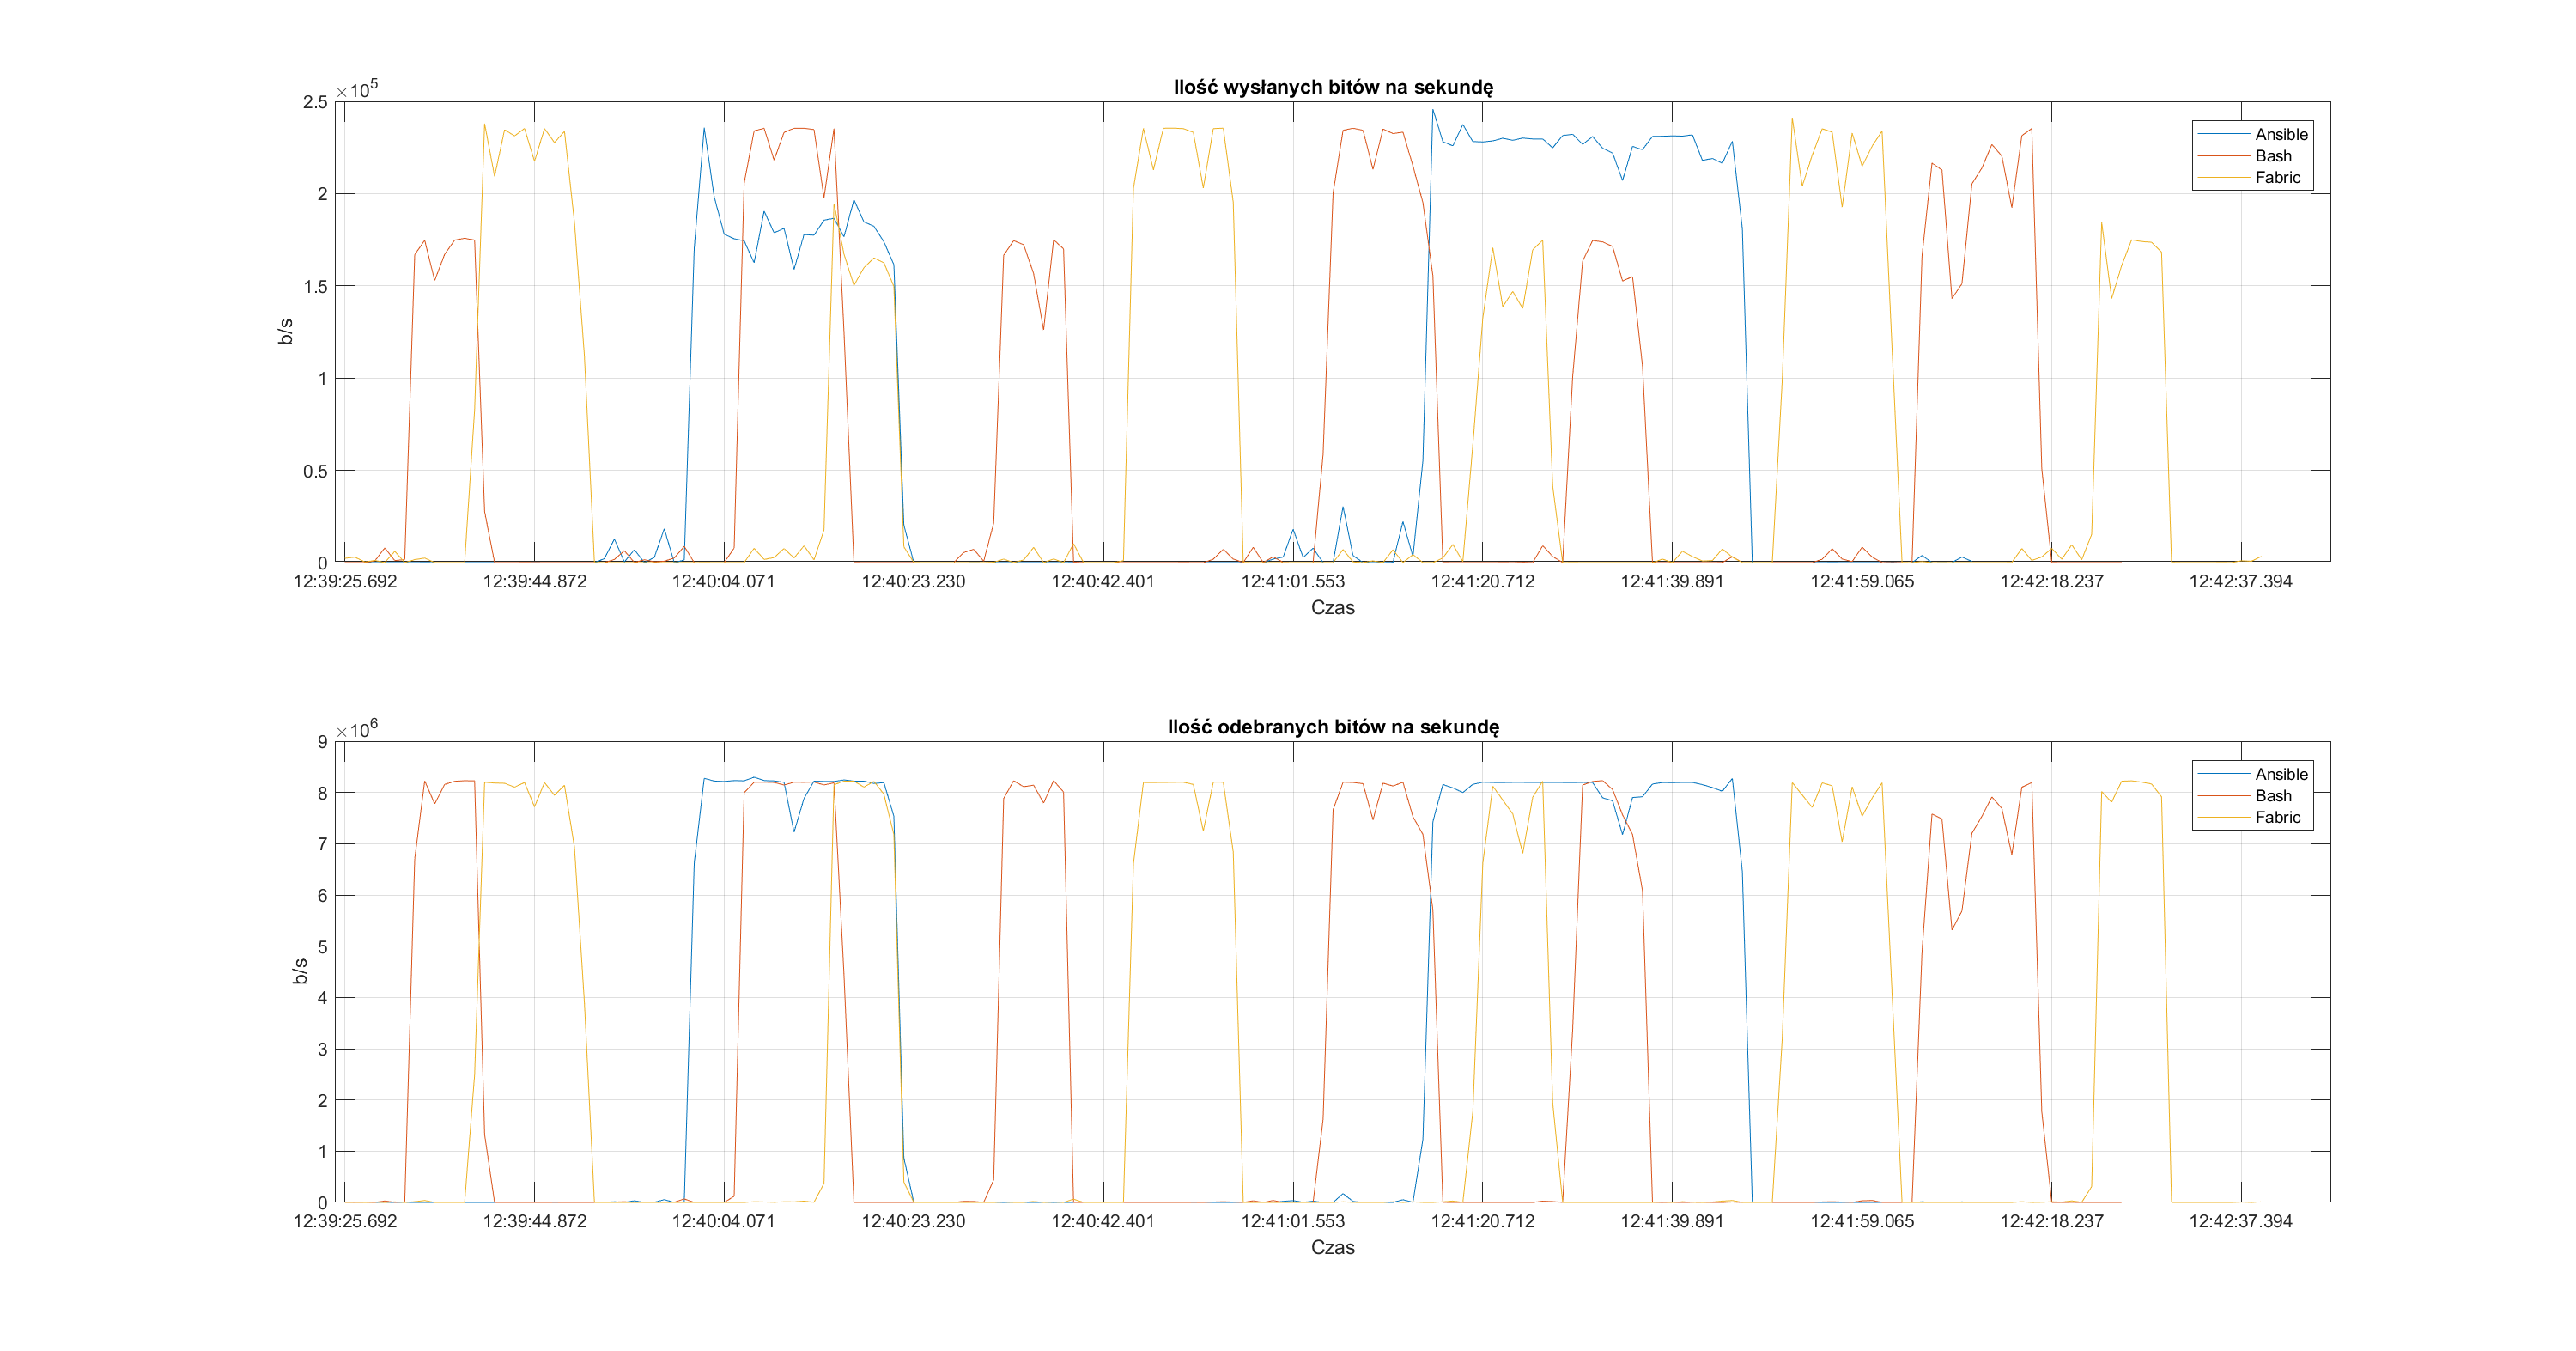 Ilość wysłanych bitów na sekundę
×10^5
2.5
2
1.5
1
0.5
0
b/s
Ansible
Bash
Fabric
12:39:25.692 12:39:44.872 12:40:04.071 12:40:23.230 12:40:42.401 12:41:01.553 12:41:20.712 12:41:39.891 12:41:59.065 12:42:18.237 12:42:37.394
Czas
Ilość odebranych bitów na sekundę
×10^6
9
8
7
6
5
4
3
2
1
0
b/s
Ansible
Bash
Fabric
12:39:25.692 12:39:44.872 12:40:04.071 12:40:23.230 12:40:42.401 12:41:01.553 12:41:20.712 12:41:39.891 12:41:59.065 12:42:18.237 12:42:37.394
Czas